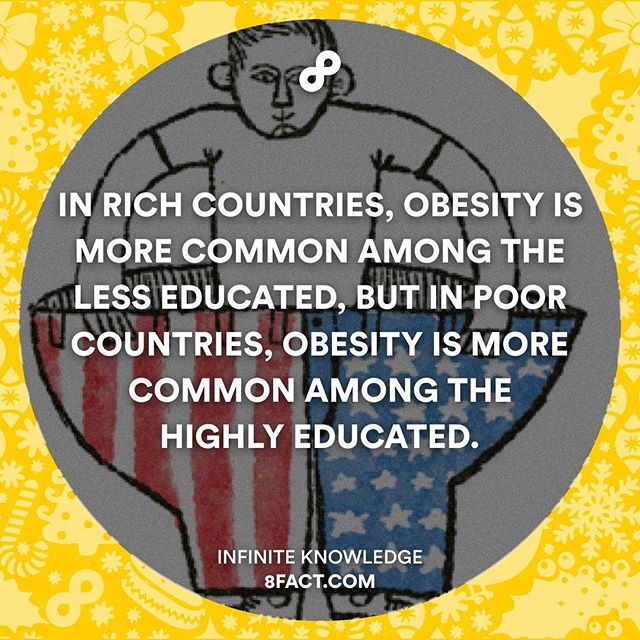 IN RICH COUNTRIES, OBESITY IS
MORE COMMON AMONG THE
LESS EDUCATED, BUT IN POOR
COUNTRIES, OBESITY IS MORE
COMMON AMONG THE
HIGHLY EDUCATED.
INFINITE KNOWLEDGE
8FACT.COM